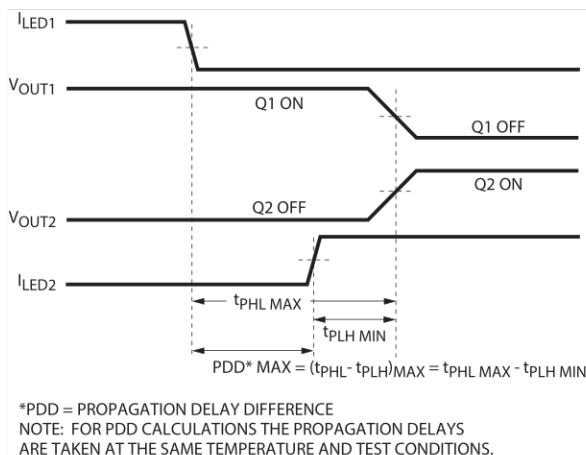 ILED1
VOUT1
Q1 ON
Q1 OFF
Q2 ON
Q2 OFF
VOUT2
ILED2
tPHL MAX
tPLH MIN
PDD* MAX = (tPHL- tPLH)MAX = tPHL MAX - tPLH MIN
*PDD = PROPAGATION DELAY DIFFERENCE
NOTE: FOR PDD CALCULATIONS THE PROPAGATION DELAYS
ARE TAKEN AT THE SAME TEMPERATURE AND TEST CONDITIONS.